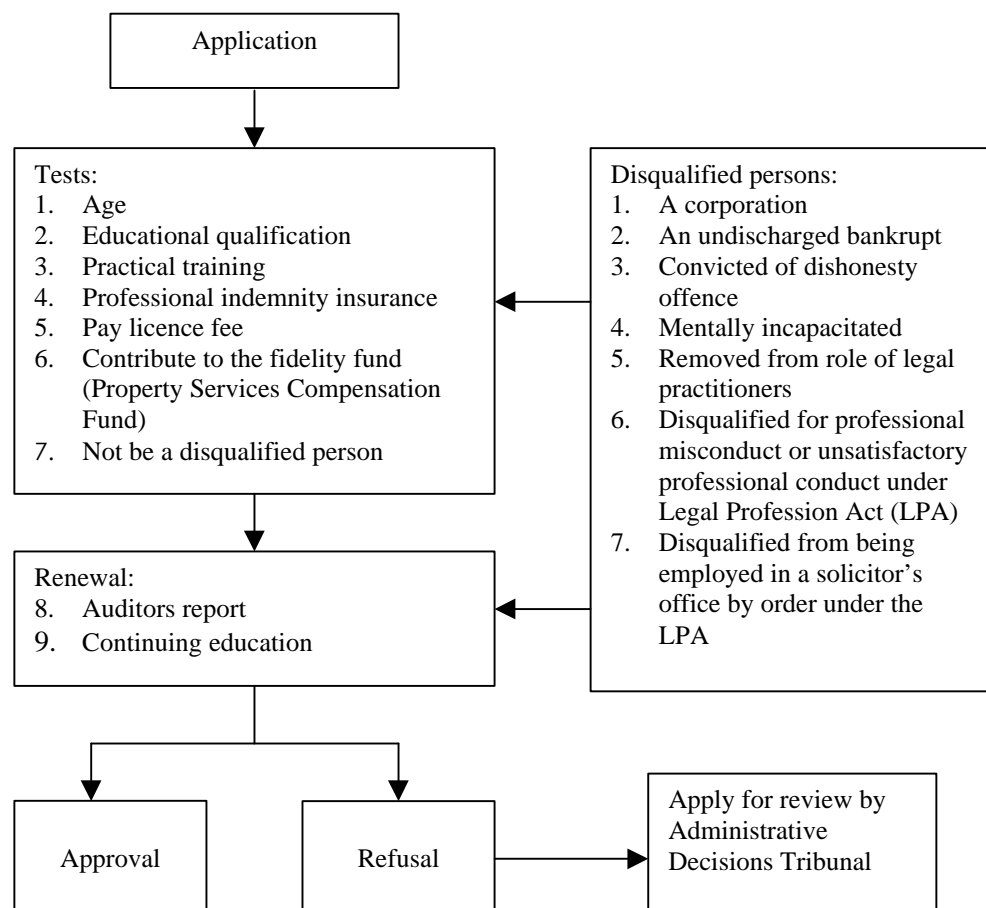 Application
Tests:
1. Age
2. Educational qualification
3. Practical training
4. Professional indemnity insurance
5. Pay licence fee
6. Contribute to the fidelity fund
(Property Services Compensation
Fund)
7. Not be a disqualified person
Disqualified persons:
1. A corporation
2. An undischarged bankrupt
3. Convicted of dishonesty
offence
4. Mentally incapacitated
5. Removed from role of legal
practitioners
6. Disqualified for professional
misconduct or unsatisfactory
professional conduct under
Legal Profession Act (LPA)
7. Disqualified from being
employed in a solicitor’s
office by order under the
LPA
Renewal:
8. Auditors report
9. Continuing education
Approval
Refusal
Apply for review by
Administrative
Decisions Tribunal